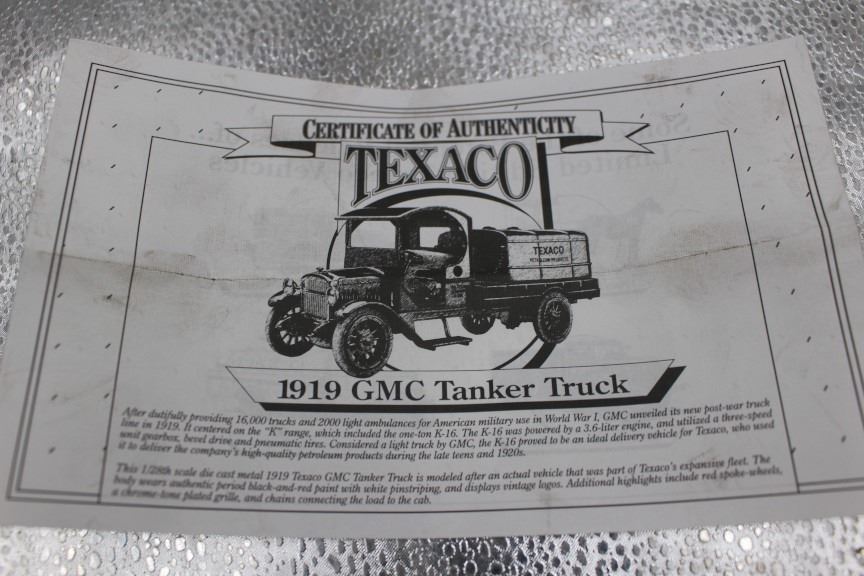 CERTIFICATE OF AUTHENTICITY
TEXACO
TEXACO
PETROLEUM PRODUCTS
1919 GMC Tanker Truck
After dutifully providing 16,000 trucks and 2000 light ambulances for American military use in World War I, GMC unveiled its new post-war truck
line in 1919. It centered on the "K" range, which included the one-ton K-16. The K-16 was powered by a 3.6-liter engine, and utilized a three-speed
unit gearbox, bevel drive and pneumatic tires. Considered a light truck by GMC, the K-16 proved to be an ideal delivery vehicle for Texaco, who used
it to deliver the company's high-quality petroleum products during the late teens and 1920s.
This 1/28th scale die cast metal 1919 Texaco GMC Tanker Truck is modeled after an actual vehicle that was part of Texaco's expansive fleet. The
body wears authentic period black-and-red paint with white pinstriping, and displays vintage logos. Additional highlights include red spoke-wheels,
a chrome-tone plated grille, and chains connecting the load to the cab.